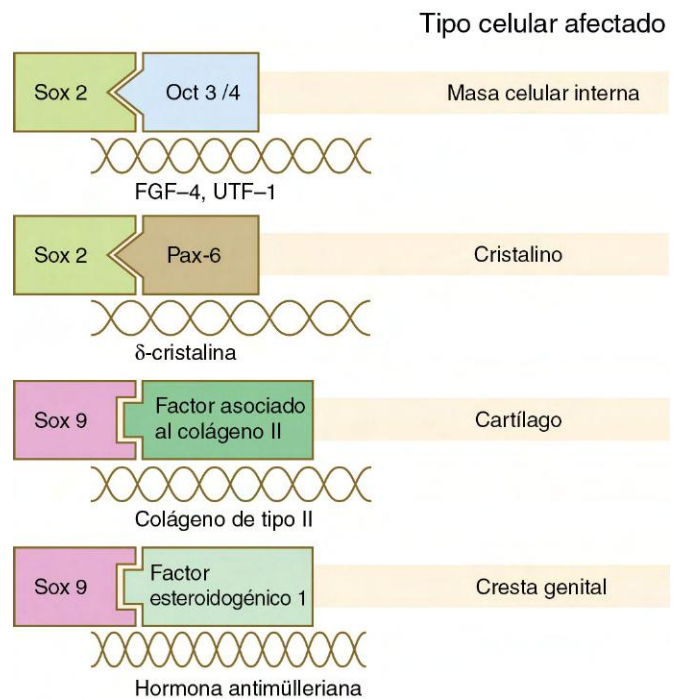 Tipo celular afectado
Sox 2
Oct 3 /4
Masa celular interna
FGF–4, UTF–1
Sox 2
Pax-6
Cristalino
δ-cristalina
Sox 9
Factor asociado
al colágeno II
Cartílago
Colágeno de tipo II
Sox 9
Factor
esteroidogénico 1
Cresta genital
Hormona antimülleriana